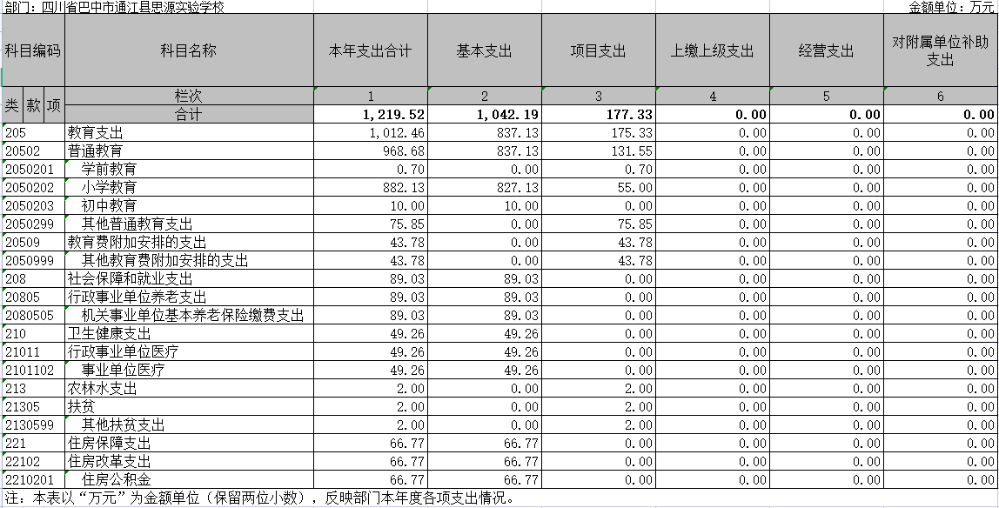 部门：四川省巴中市通江县思源实验学校 金额单位：万元
科目编码 科目名称 本年支出合计 基本支出 项目支出 上缴上级支出 经营支出 对附属单位补助
支出
类 款 项 栏次 1 2 3 4 5 6
合计 1,219.52 1,042.19 177.33 0.00 0.00 0.00
205 教育支出 1,012.46 837.13 175.33 0.00 0.00 0.00
20502 普通教育 968.68 837.13 131.55 0.00 0.00 0.00
2050201 学前教育 0.70 0.00 0.70 0.00 0.00 0.00
2050202 小学教育 882.13 827.13 55.00 0.00 0.00 0.00
2050203 初中教育 10.00 10.00 0.00 0.00 0.00 0.00
2050299 其他普通教育支出 75.85 0.00 75.85 0.00 0.00 0.00
20509 教育费附加安排的支出 43.78 0.00 43.78 0.00 0.00 0.00
2050999 其他教育费附加安排的支出 43.78 0.00 43.78 0.00 0.00 0.00
208 社会保障和就业支出 89.03 89.03 0.00 0.00 0.00 0.00
20805 行政事业单位养老支出 89.03 89.03 0.00 0.00 0.00 0.00
2080505 机关事业单位基本养老保险缴费支出 89.03 89.03 0.00 0.00 0.00 0.00
210 卫生健康支出 49.26 49.26 0.00 0.00 0.00 0.00
21011 行政事业单位医疗 49.26 49.26 0.00 0.00 0.00 0.00
2101102 事业单位医疗 49.26 49.26 0.00 0.00 0.00 0.00
213 农林水支出 2.00 0.00 2.00 0.00 0.00 0.00
21305 扶贫 2.00 0.00 2.00 0.00 0.00 0.00
2130599 其他扶贫支出 2.00 0.00 2.00 0.00 0.00 0.00
221 住房保障支出 66.77 66.77 0.00 0.00 0.00 0.00
22102 住房改革支出 66.77 66.77 0.00 0.00 0.00 0.00
2210201 住房公积金 66.77 66.77 0.00 0.00 0.00 0.00
注：本表以“万元”为金额单位（保留两位小数），反映部门本年度各项支出情况。